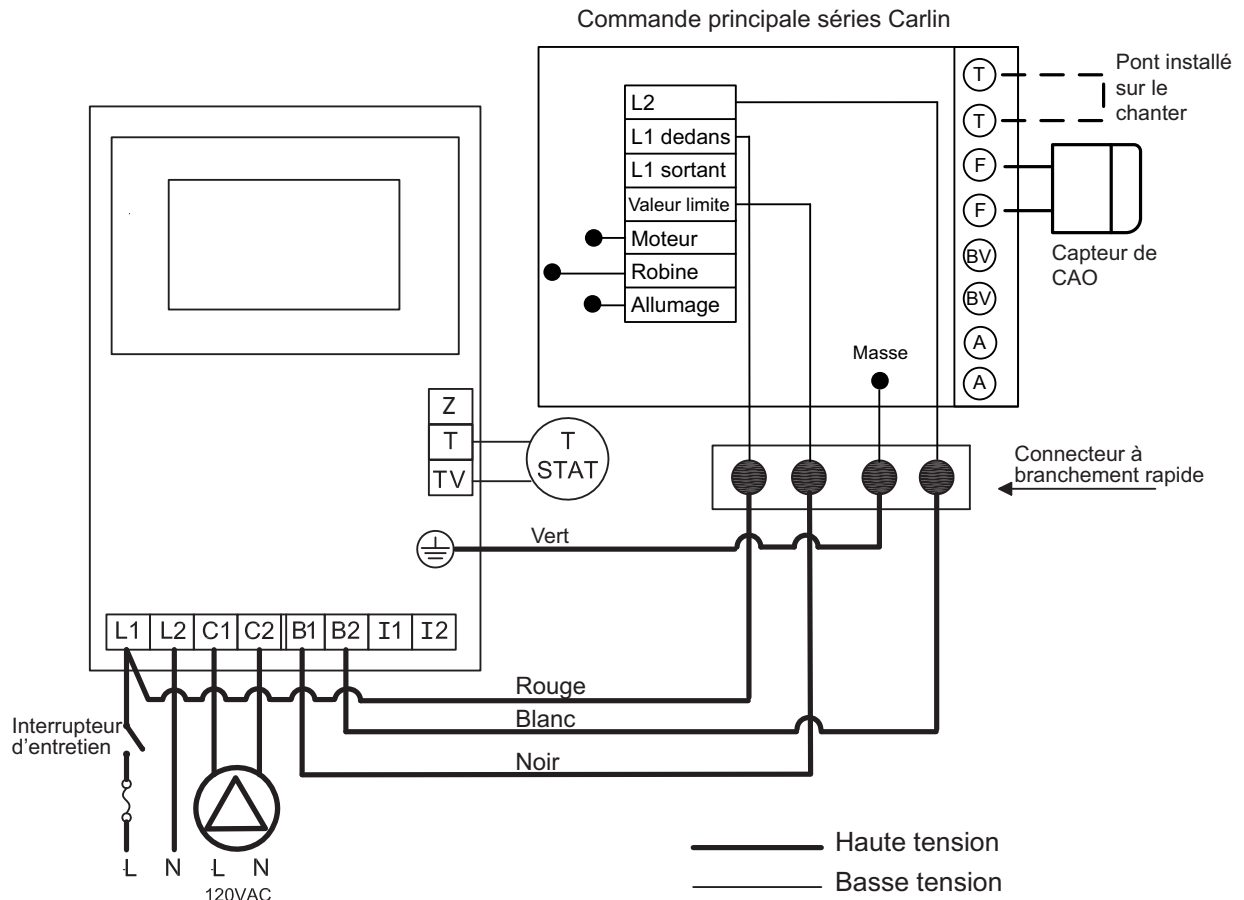 Commande principale séries Carlin
L2
L1 dedans
L1 sortant
Valeur limite
Moteur
Robine
Allumage
T
T
F
F
BV
BV
A
A
Pont installé
sur le
chanter
Capteur de
CAO
Masse
Z
T
TV
T
STAT
Connecteur à
branchement rapide
Vert
L1 L2 C1 C2 B1 B2 I1 I2
Rouge
Blanc
Noir
Interrupteur
d'entretien
L N L N
120VAC
Haute tension
Basse tension